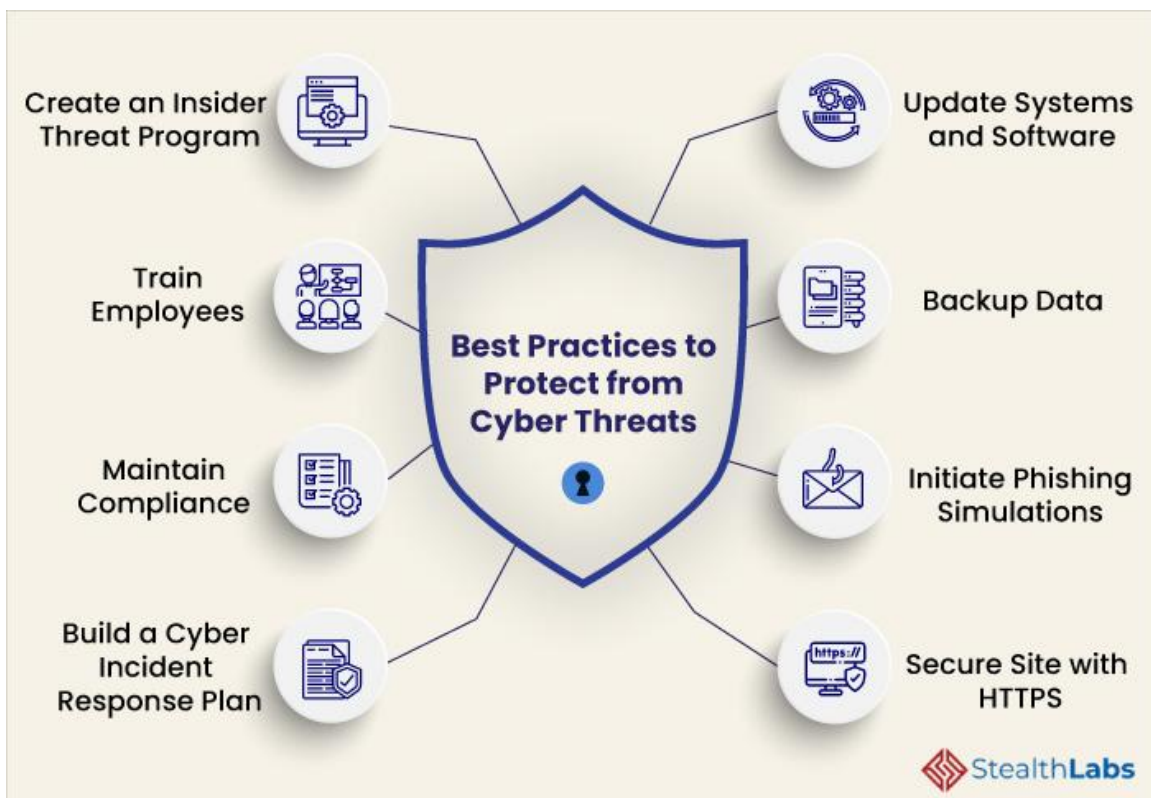 Create an Insider
Threat Program
Train
Employees
Maintain
Compliance
Build a Cyber
Incident
Response Plan
Best Practices to
Protect from
Cyber Threats
Update Systems
and Software
Backup Data
Initiate Phishing
Simulations
https://
Secure Site with
HTTPS
StealthLabs